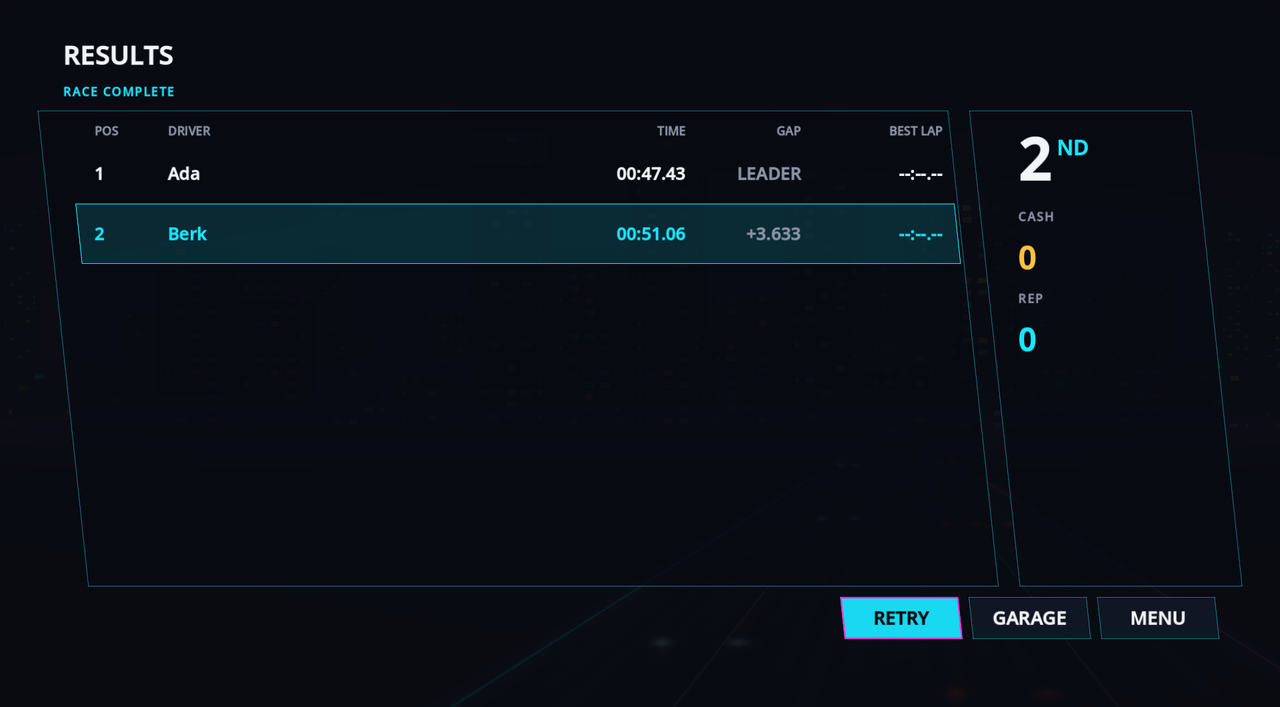 RESULTS
RACE COMPLETE
POS DRIVER TIME GAP BEST LAP
1 Ada 00:47.43 LEADER --:--.--
2 Berk 00:51.06 +3.633 --:--.--
2ND
CASH
0
REP
0
RETRY GARAGE MENU